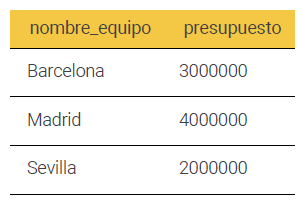 nombre_equipo presupuesto
Barcelona 3000000
Madrid 4000000
Sevilla 2000000